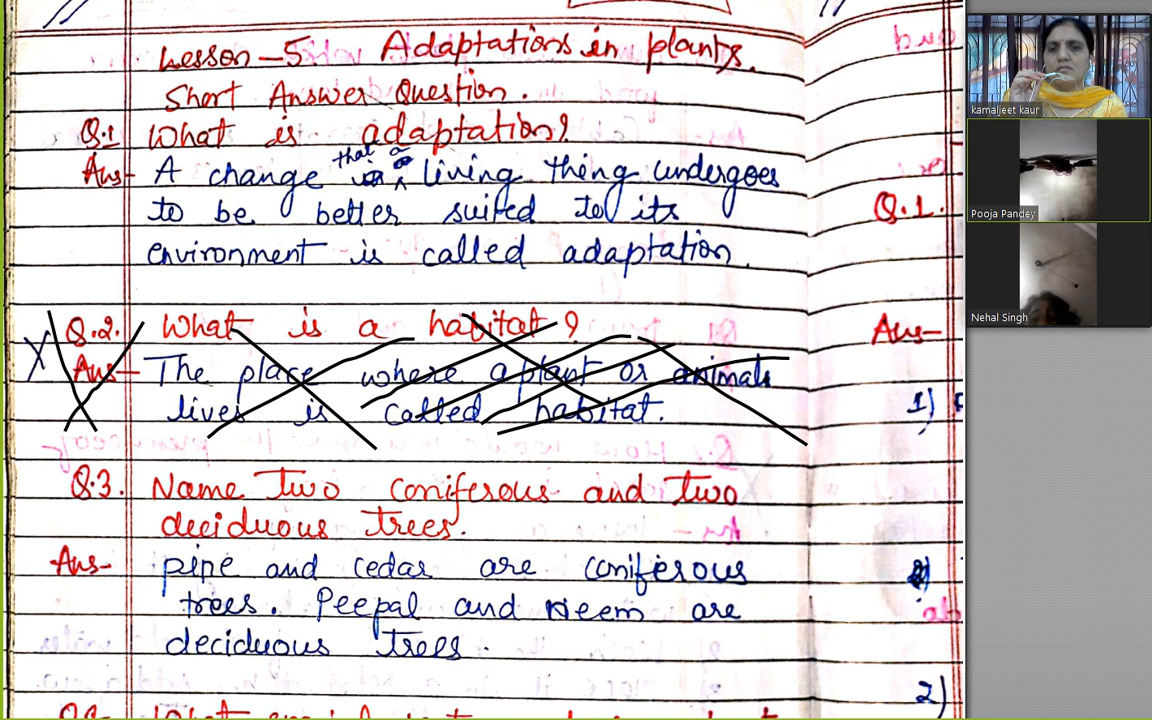 Lesson-5 Adaptations in plants.
Short Answer Question.
Q.1 What is adaptation?
Ans- A change that a living thing undergoes
to be better suited to its
environment is called adaptation.
Q.2. What is a habitat?
Ans- The place where a plant or animals
lives is called habitat.
Q.3. Name Two coniferous and two
deciduous trees.
Ans- pine and cedar are coniferous
trees. Peepal and Neem are
deciduous trees.
Q.1.
Ans-
1)
2)
kamaljeet kaur
Pooja Pandey
Nehal Singh